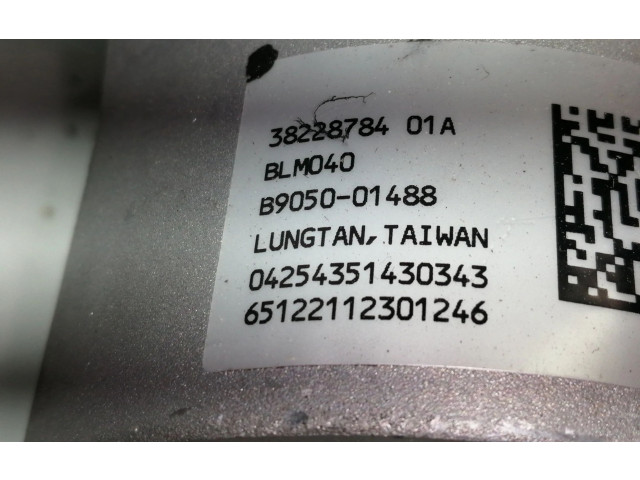 38228784 01A
BLM040
B9050-01488
LUNGTAN, TAIWAN
04254351430343
65122112301246